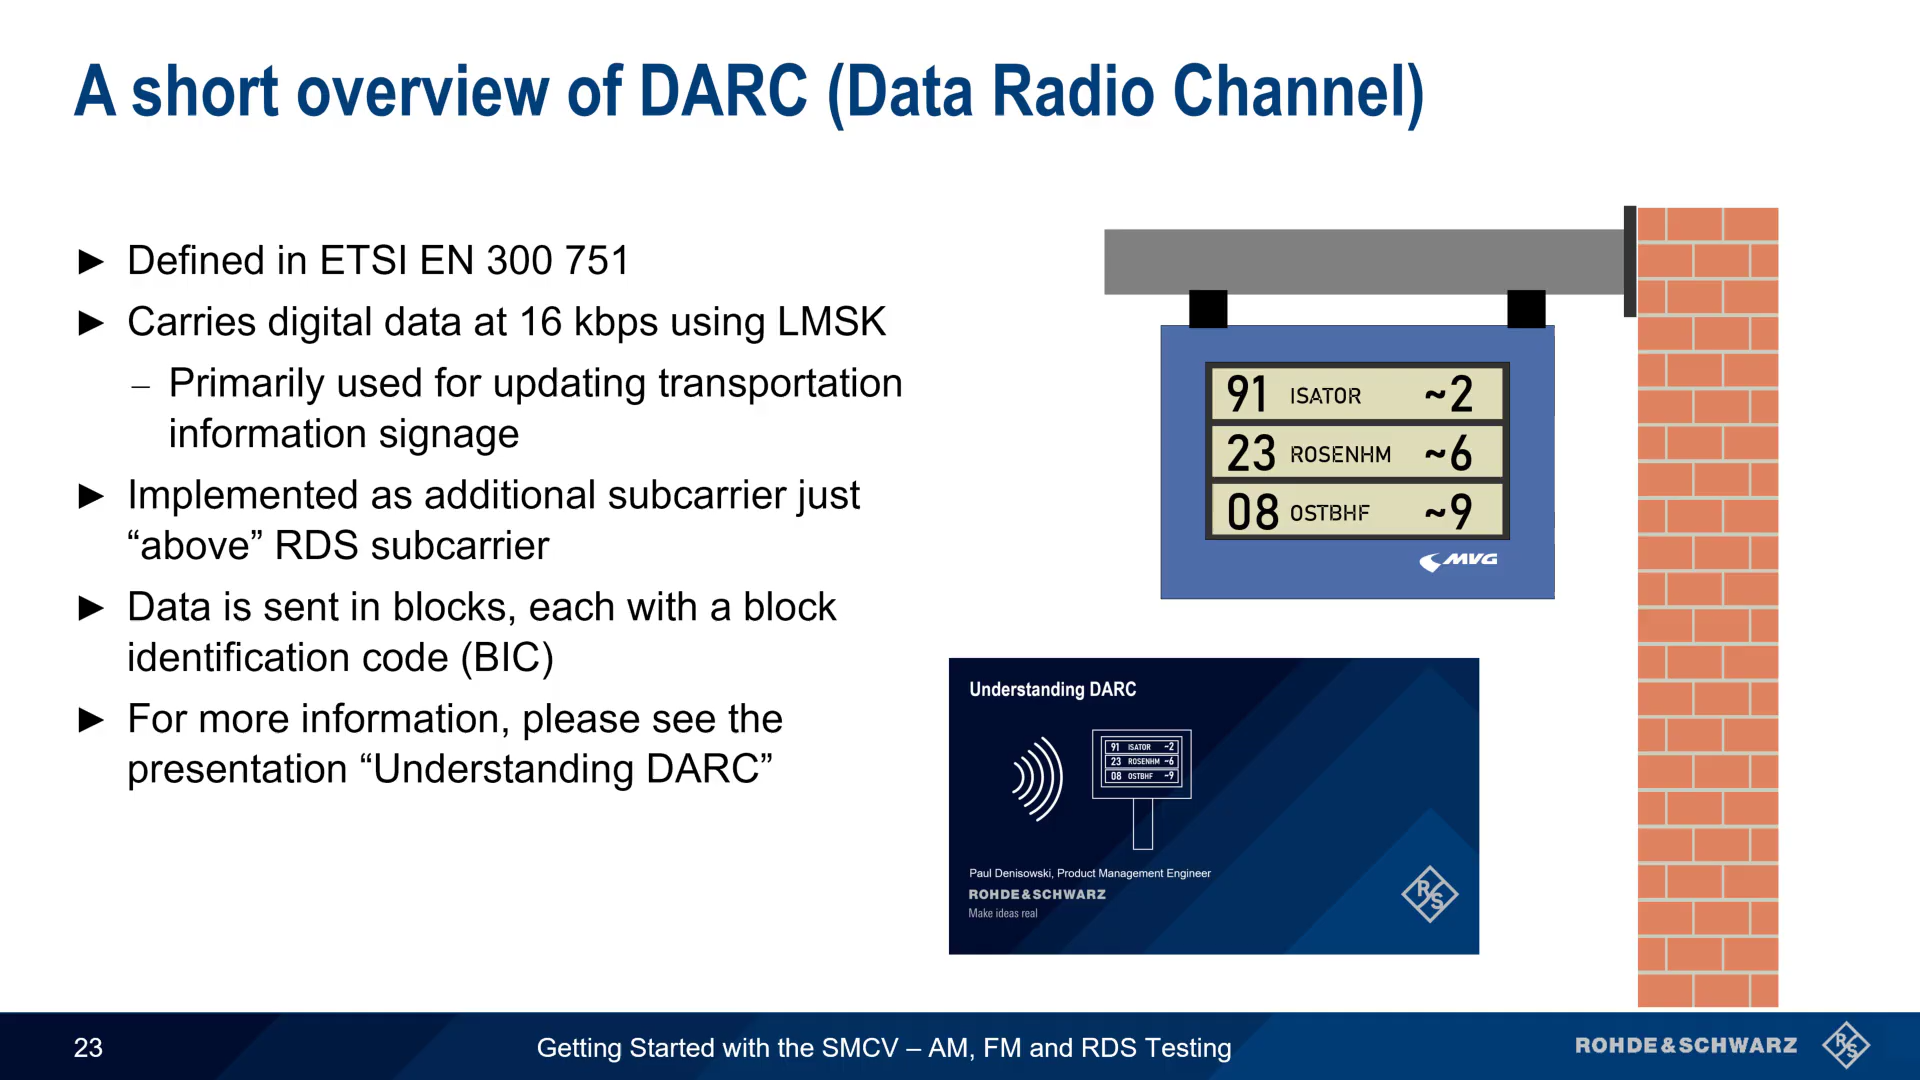 A short overview of DARC (Data Radio Channel)
► Defined in ETSI EN 300 751
► Carries digital data at 16 kbps using LMSK
– Primarily used for updating transportation
information signage
► Implemented as additional subcarrier just
“above” RDS subcarrier
► Data is sent in blocks, each with a block
identification code (BIC)
► For more information, please see the
presentation “Understanding DARC”
91 ISATOR ~2
23 ROSENHM ~6
08 OSTBHF ~9
MVG
Understanding DARC
91 ISATOR ~2
23 ROSENHM ~6
08 OSTBHF ~9
Paul Denisowski, Product Management Engineer
ROHDE&SCHWARZ
Make ideas real
R S
23
Getting Started with the SMCV – AM, FM and RDS Testing
ROHDE&SCHWARZ
R S